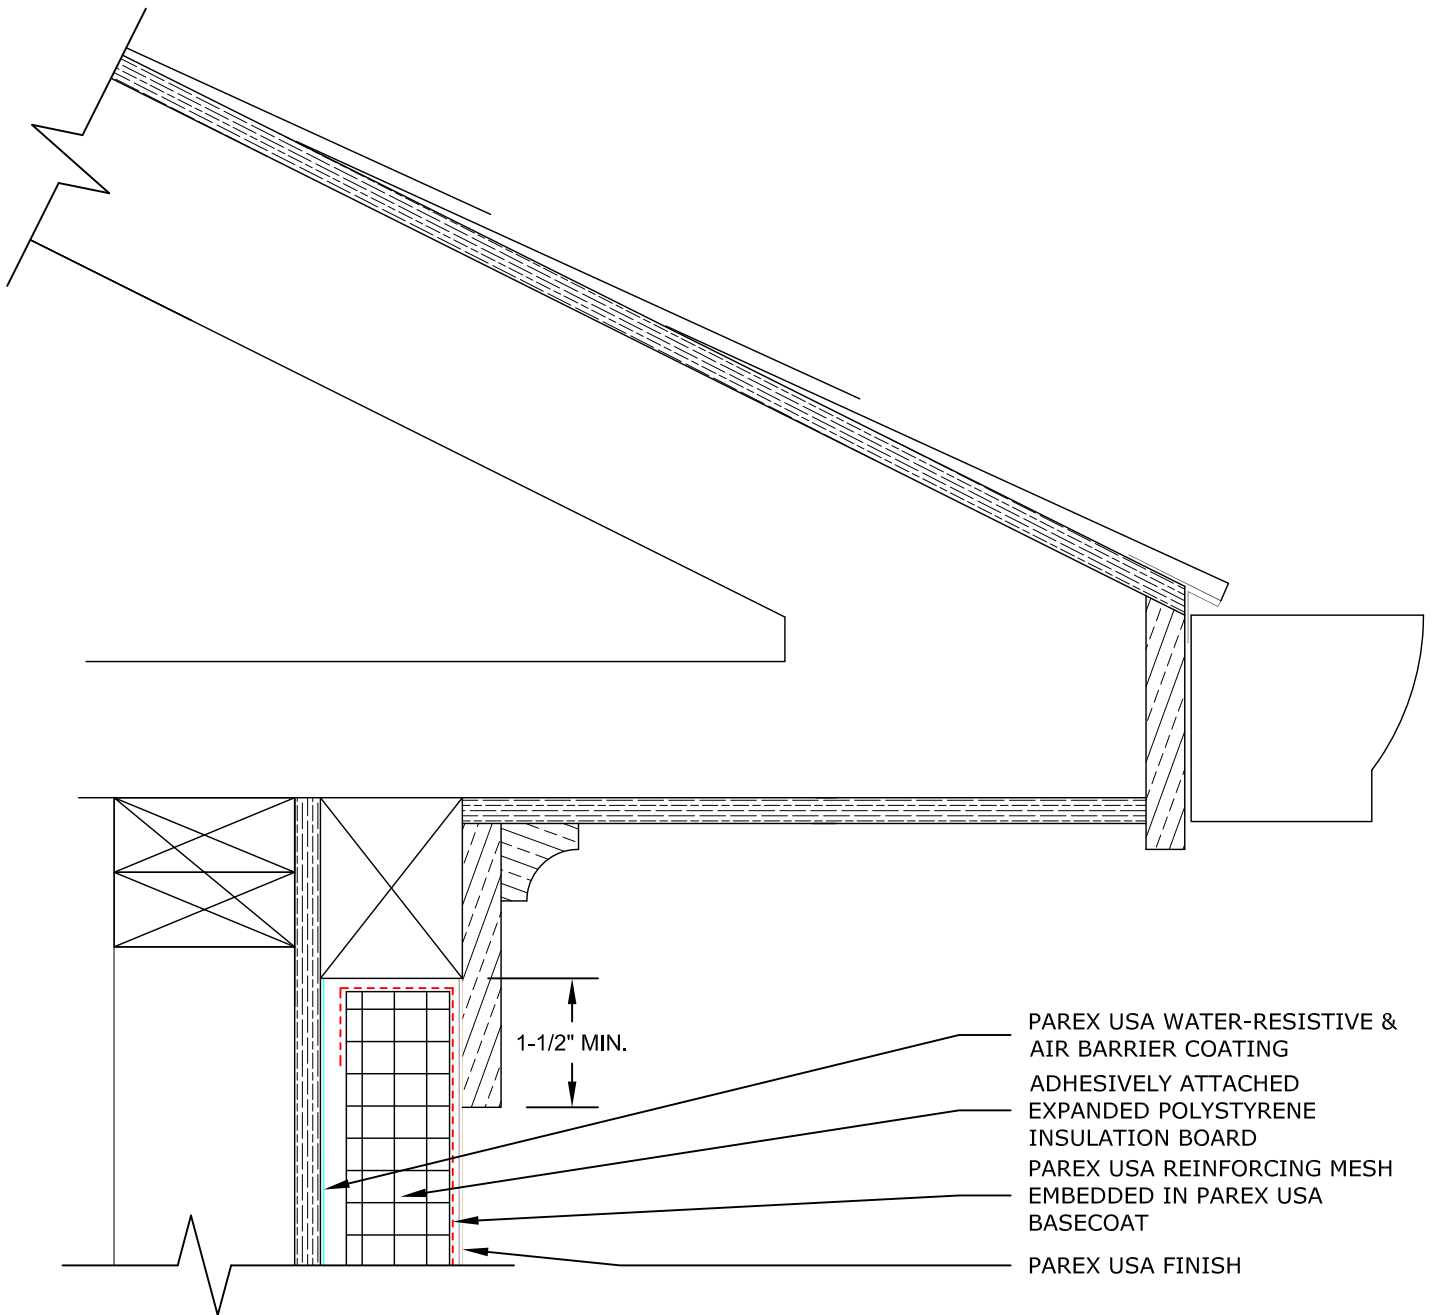 1-1/2" MIN.
PAREX USA WATER-RESISTIVE &
AIR BARRIER COATING
ADHESIVELY ATTACHED
EXPANDED POLYSTYRENE
INSULATION BOARD
PAREX USA REINFORCING MESH
EMBEDDED IN PAREX USA
BASECOAT
PAREX USA FINISH